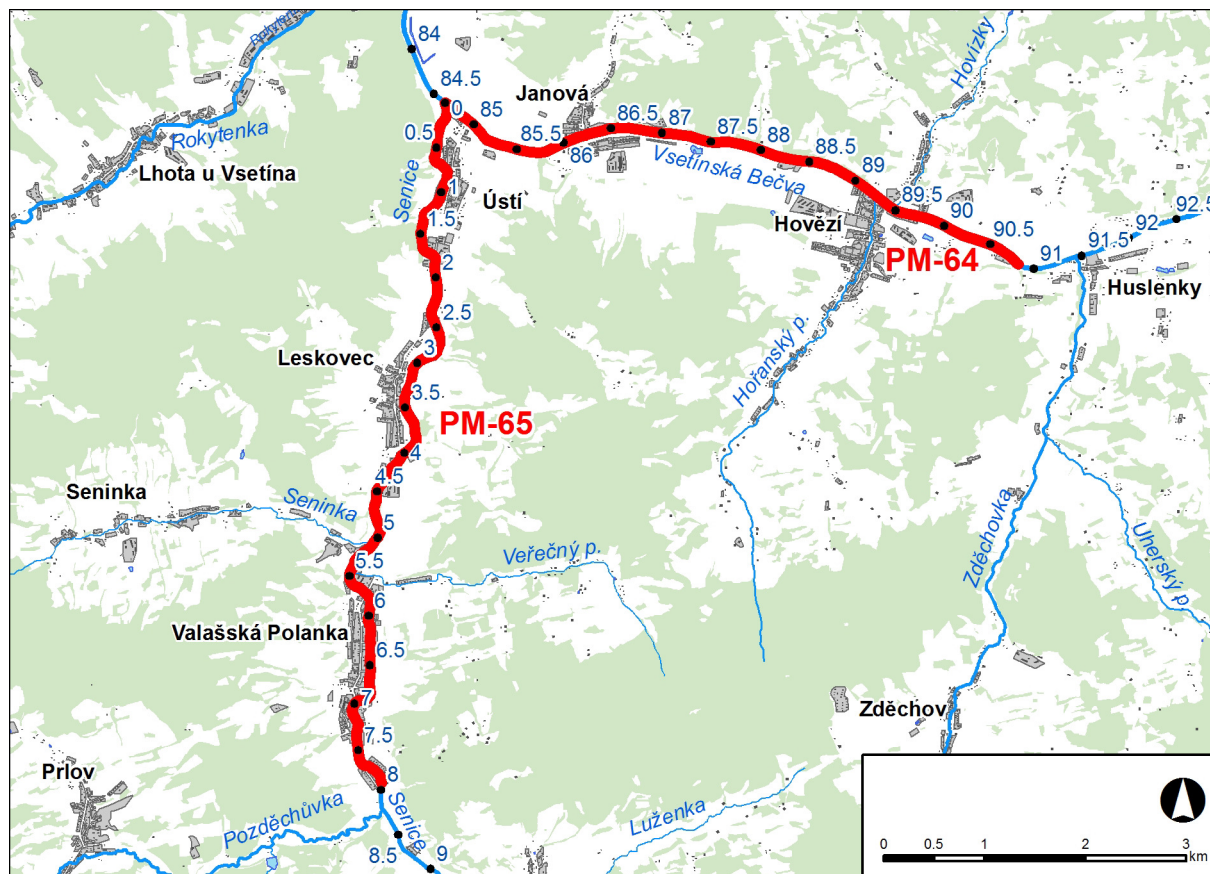 Rokytenka
84
84.5
0
85
Janová
86.5
87
87.5
88
88.5
89
89.5
90
90.5
91
91.5
92
92.5
Hovízky
85.5
86
Vsetínská Bečva
Rokytenka
Lhota u Vsetína
0.5
Senice
1
Ústí
1.5
2
2.5
Hovězí
PM-64
Huslenky
Leskovec
3
3.5
PM-65
4
4.5
Hořanský p.
Seninka
Seninka
5
5.5
Veřečný p.
Zděchovka
Uherský p.
6
Valašská Polanka
6.5
7
7.5
8
Zděchov
Prlov
Pozděchůvka
Senice
8.5
9
Luženka
0 0.5 1 2 3
km